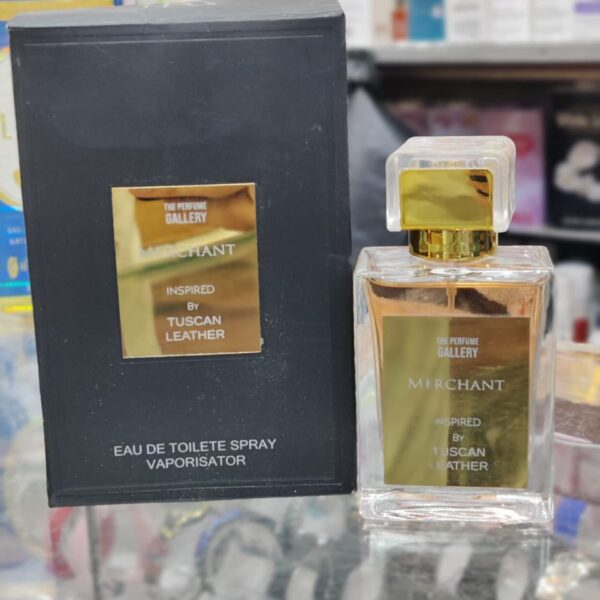 THE PERFUME
GALLERY
MERCHANT
INSPIRED
BY
TUSCAN
LEATHER
EAU DE TOILETE SPRAY
VAPORISATOR
THE PERFUME
GALLERY
MERCHANT
INSPIRED
BY
TUSCAN
LEATHER